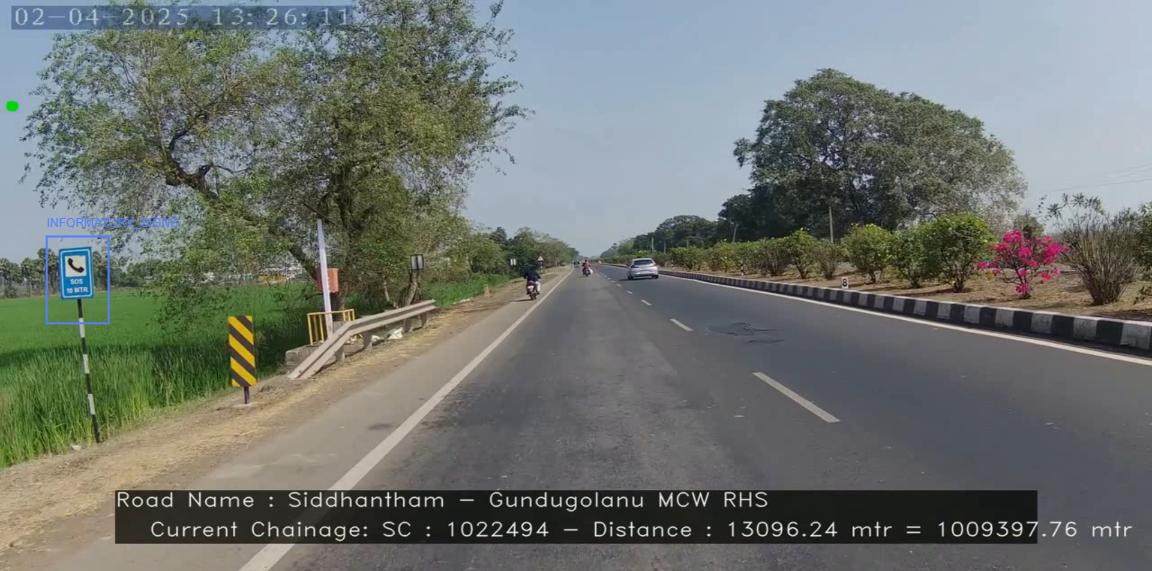 02-04-2025 13:26:11
INFORMATORY_SIGNS
SOS
10 MTR.
8
Road Name : Siddhantham - Gundugolanu MCW RHS
Current Chainage: SC : 1022494 - Distance : 13096.24 mtr = 1009397.76 mtr